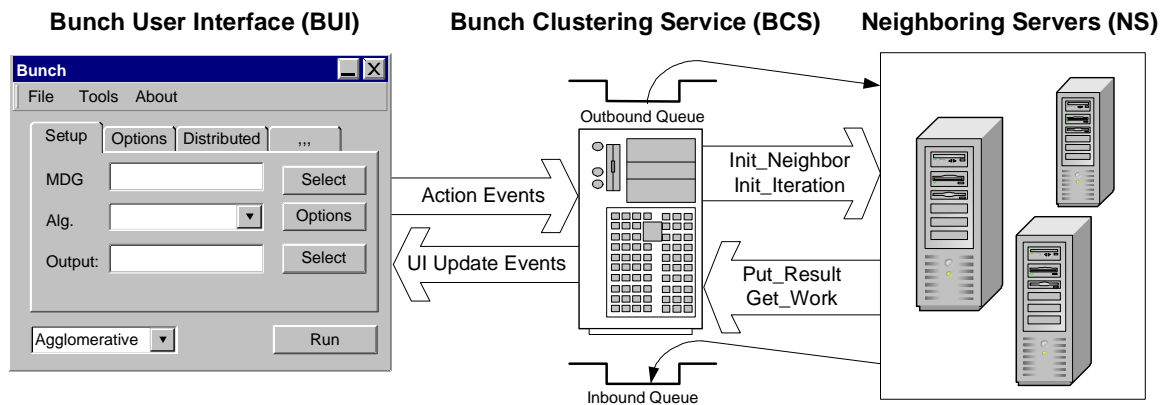 Bunch User Interface (BUI)
Bunch Clustering Service (BCS)
Neighboring Servers (NS)
Bunch
File Tools About
Setup Options Distributed ,,,
MDG Select
Alg. Options
Output: Select
Agglomerative Run
Action Events
UI Update Events
Outbound Queue
Init_Neighbor
Init_Iteration
Put_Result
Get_Work
Inbound Queue